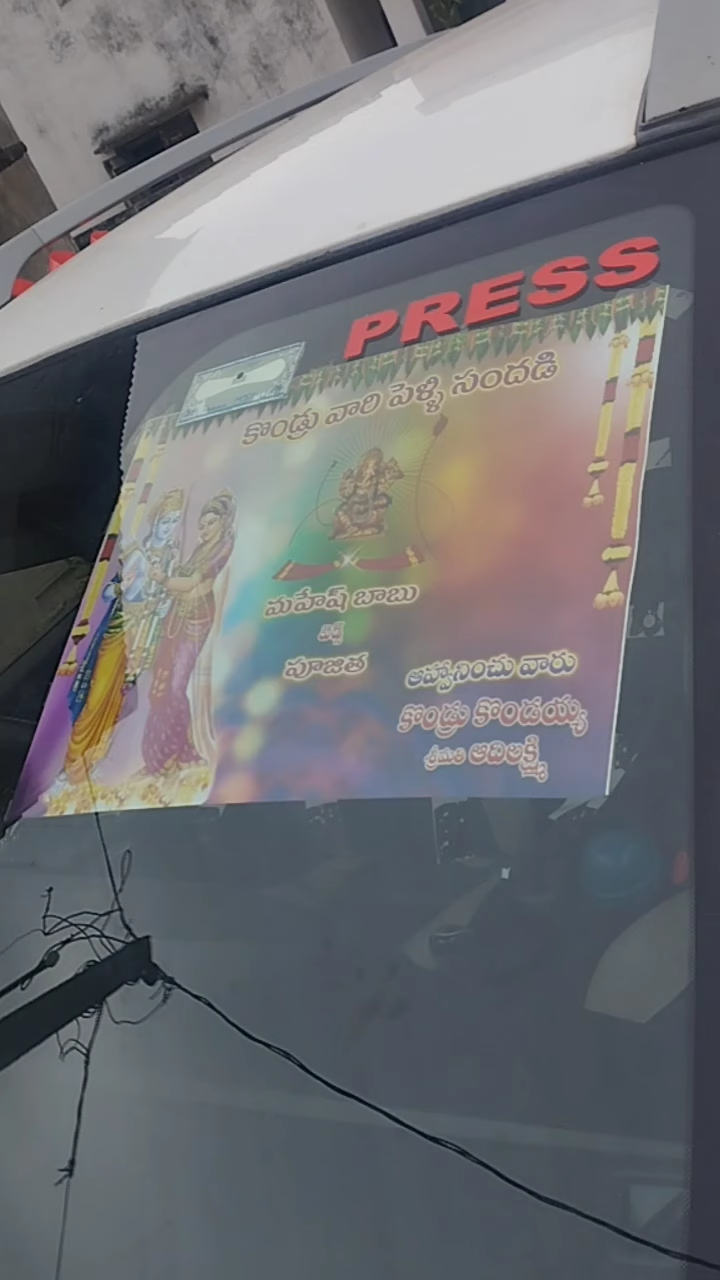 PRESS
కొండ్రు వారి పెళ్ళి సందడి
మహేష్ బాబు
విత్
పూజిత
ఆహ్వానించు వారు
కొండ్రు కొండయ్య
శ్రీమతి ఆదిలక్ష్మి